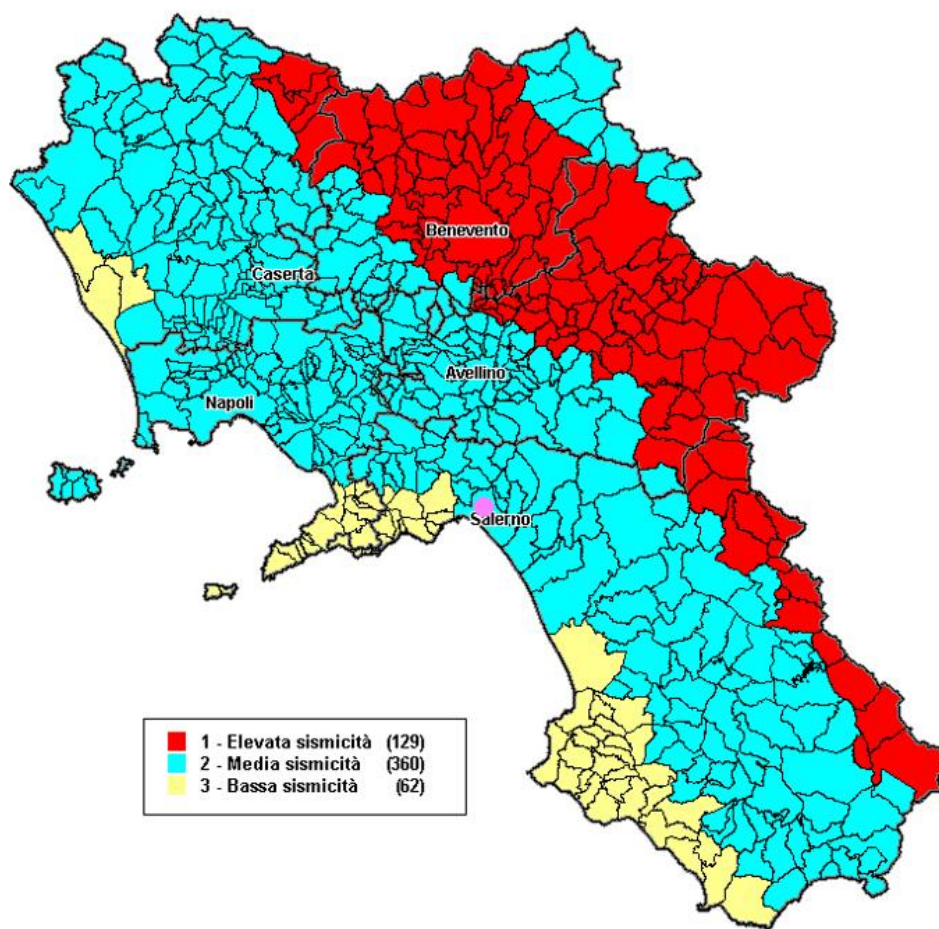 Benevento
Caserta
Avellino
Napoli
Salerno
1 - Elevata sismicità (129)
2 - Media sismicità (360)
3 - Bassa sismicità (62)